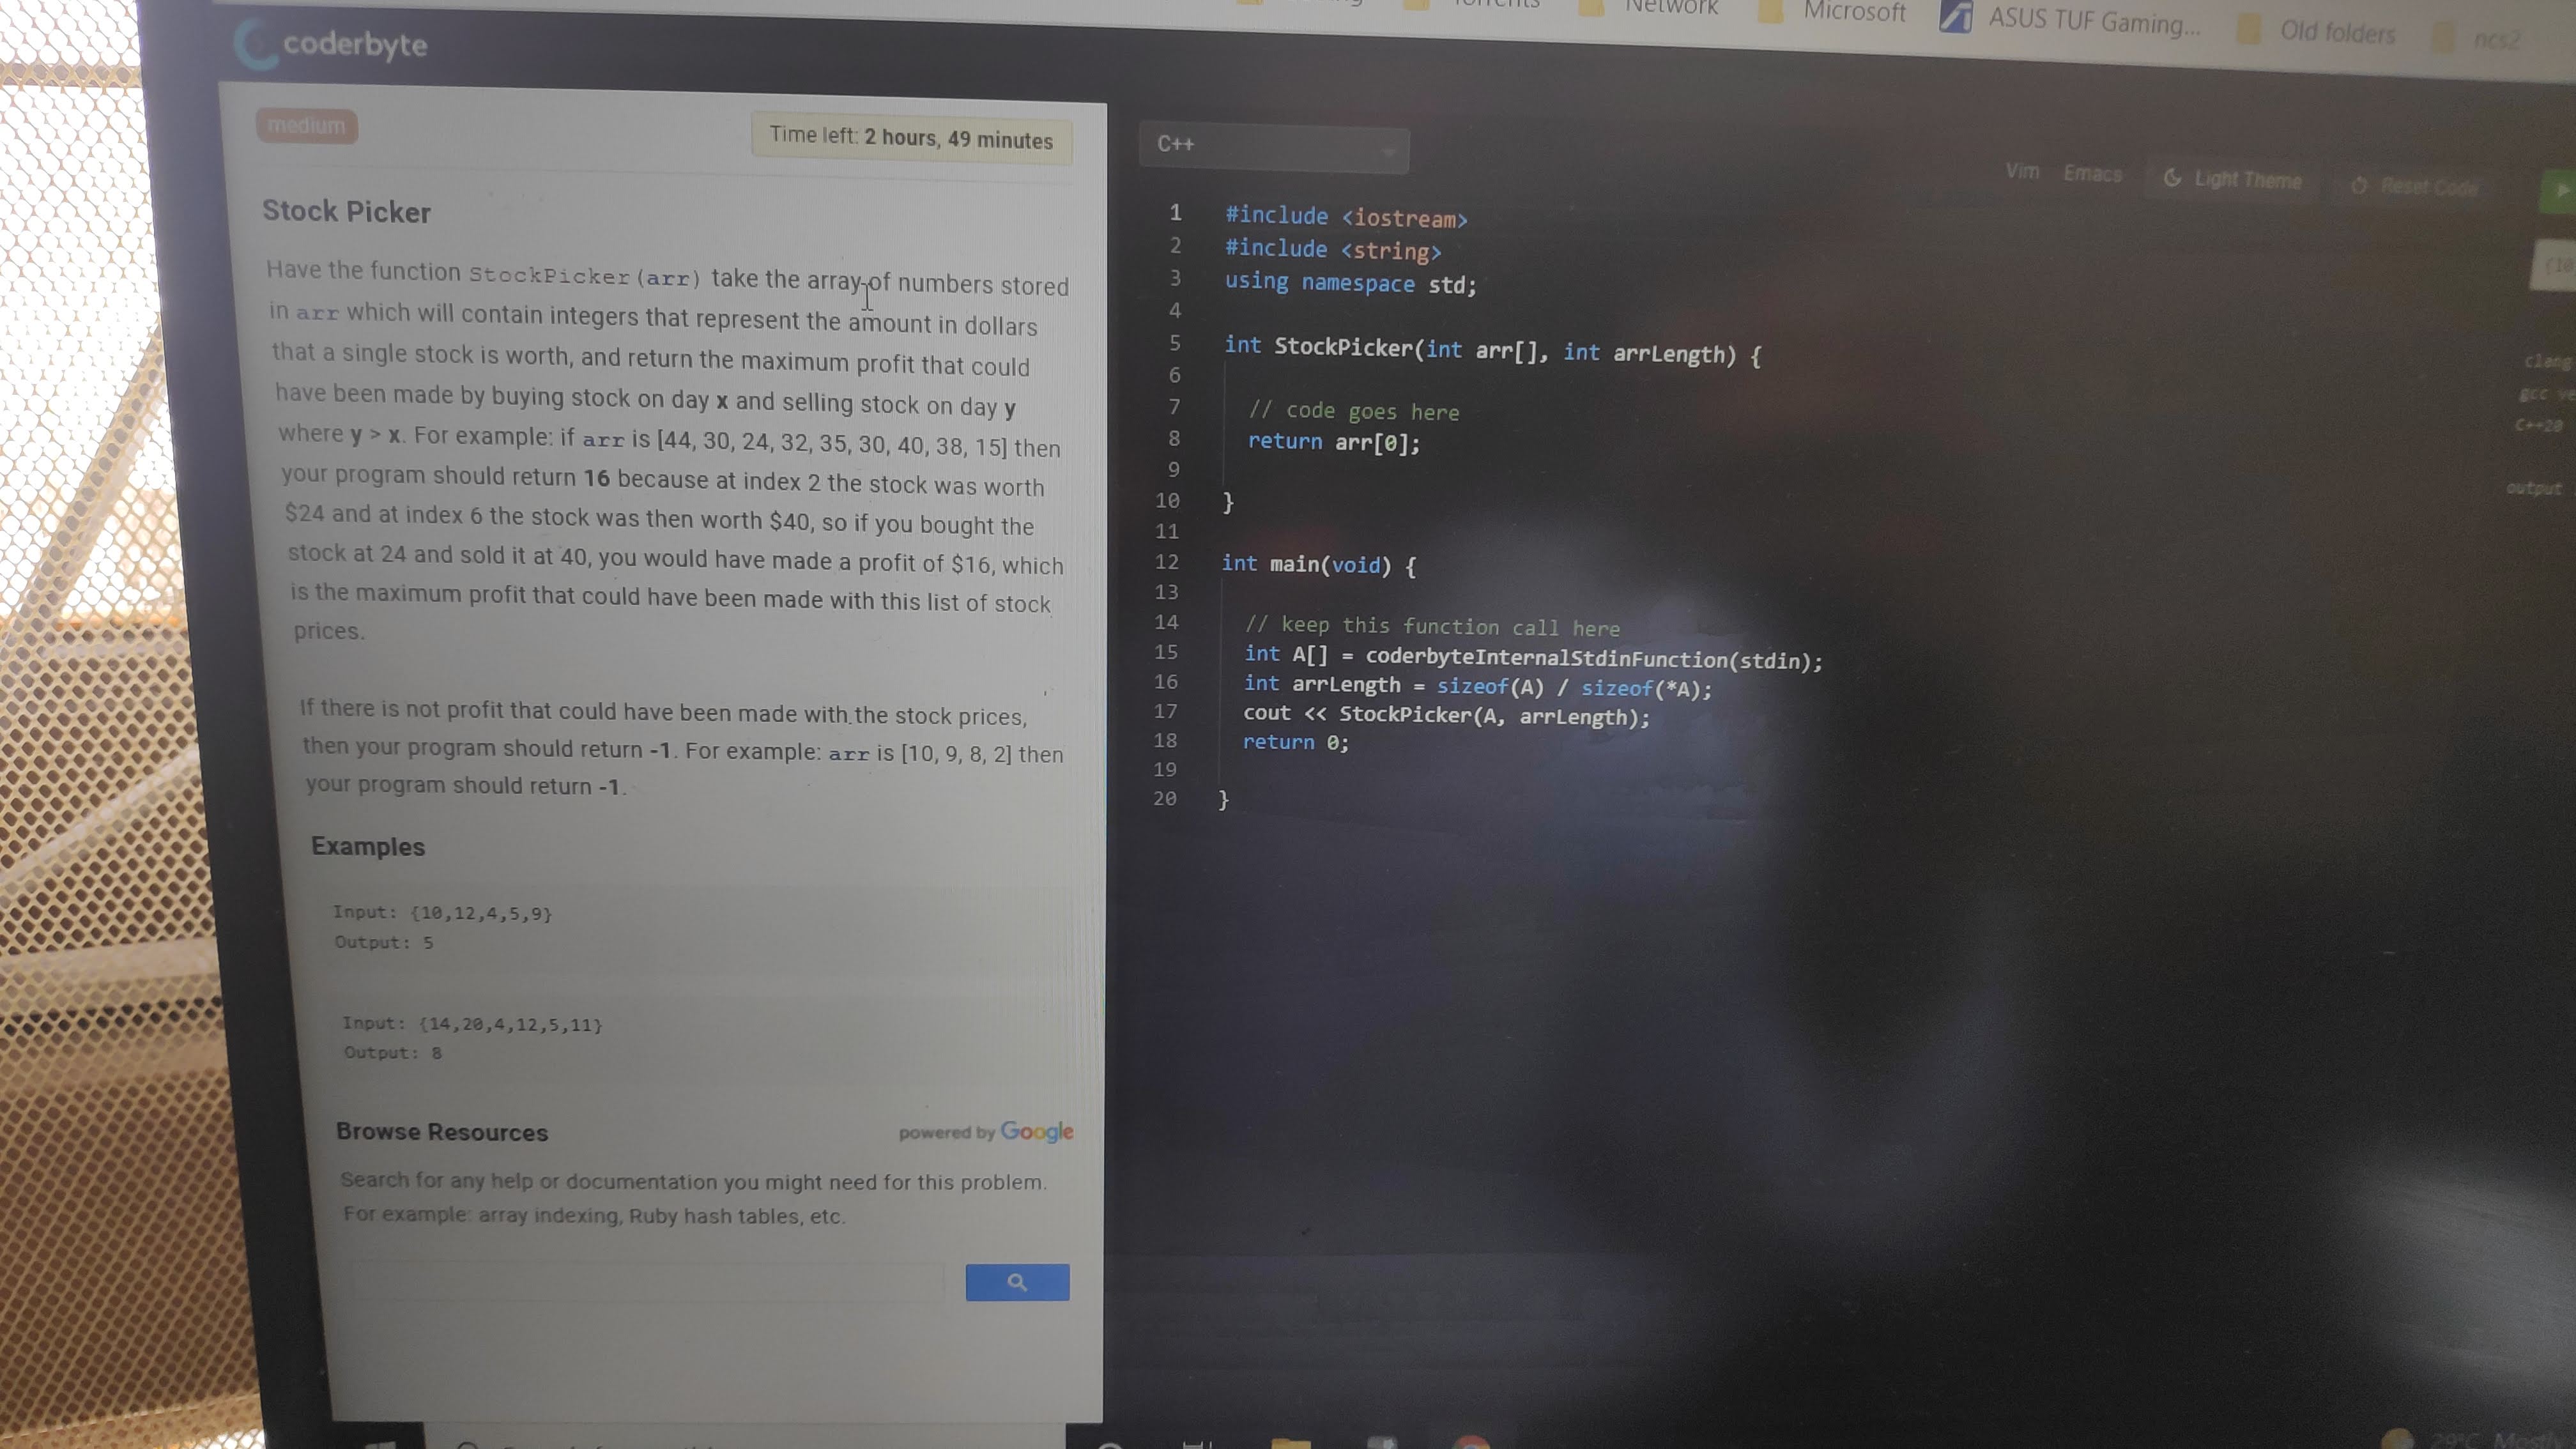 Network
Microsoft
ASUS TUF Gaming...
Old folders
ncs2
coderbyte
medium
Time left: 2 hours, 49 minutes
Stock Picker
Have the function StockPicker(arr) take the array of numbers stored
in arr which will contain integers that represent the amount in dollars
that a single stock is worth, and return the maximum profit that could
have been made by buying stock on day x and selling stock on day y
where y > x. For example: if arr is [44, 30, 24, 32, 35, 30, 40, 38, 15] then
your program should return 16 because at index 2 the stock was worth
$24 and at index 6 the stock was then worth $40, so if you bought the
stock at 24 and sold it at 40, you would have made a profit of $16, which
is the maximum profit that could have been made with this list of stock
prices.
If there is not profit that could have been made with the stock prices,
then your program should return -1. For example: arr is [10, 9, 8, 2] then
your program should return -1.
Examples
Input: {10,12,4,5,9}
Output: 5
Input: {14,20,4,12,5,11}
Output: 8
Browse Resources
powered by Google
Search for any help or documentation you might need for this problem.
For example: array indexing, Ruby hash tables, etc.
C++
Vim
Emacs
Light Theme
Reset Code
1 #include <iostream>
2 #include <string>
3 using namespace std;
4
5 int StockPicker(int arr[], int arrLength) {
6
7 // code goes here
8 return arr[0];
9
10 }
11
12 int main(void) {
13
14 // keep this function call here
15 int A[] = coderbyteInternalStdinFunction(stdin);
16 int arrLength = sizeof(A) / sizeof(*A);
17 cout << StockPicker(A, arrLength);
18 return 0;
19
20 }
{10
clang
gcc ve
C++20
output
29°C